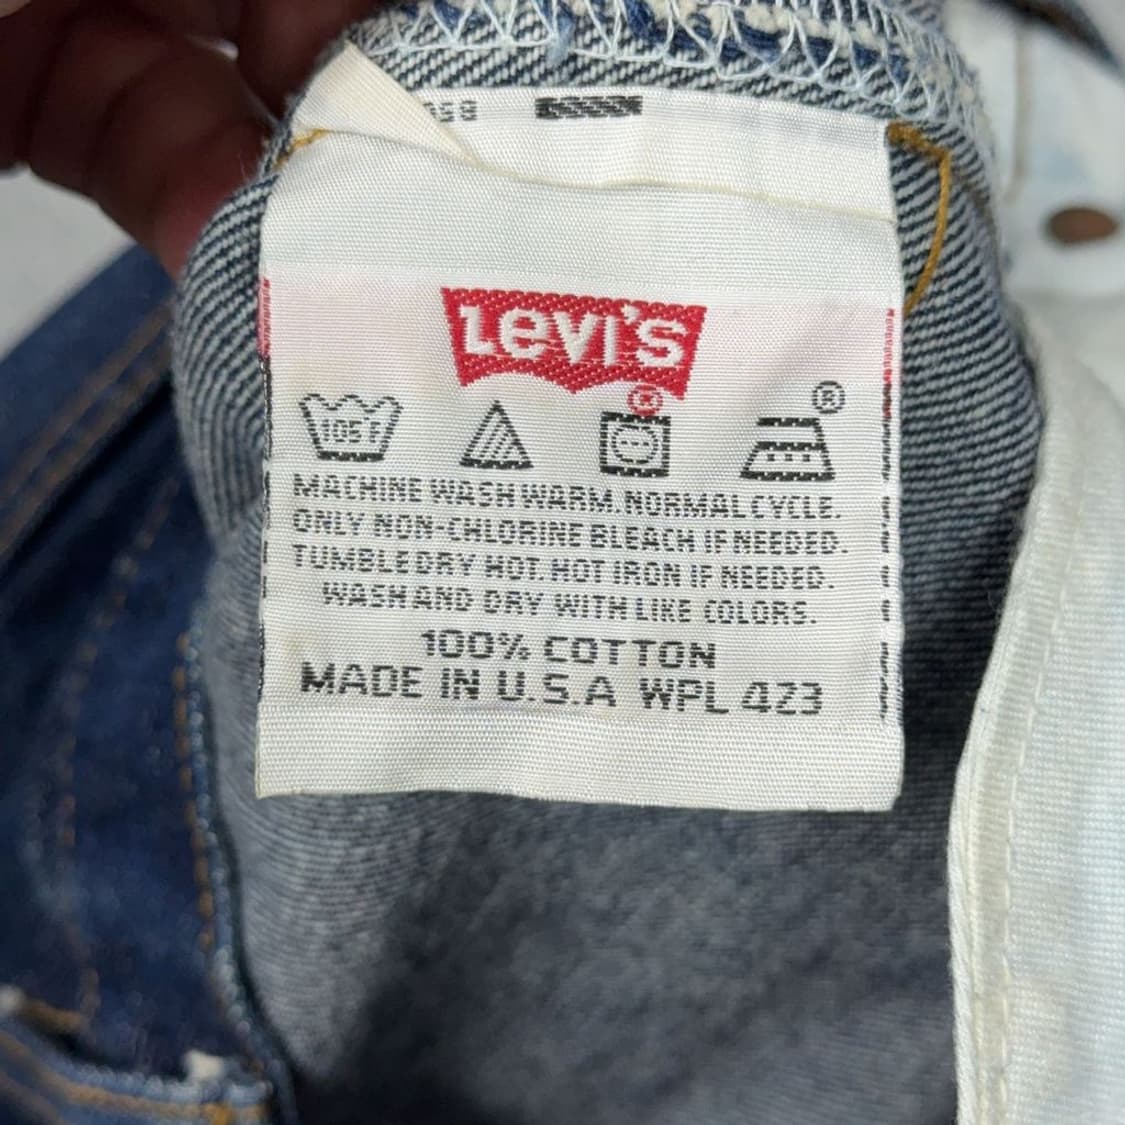 058
Levi's
®
105°F
®
MACHINE WASH WARM. NORMAL CYCLE.
ONLY NON-CHLORINE BLEACH IF NEEDED.
TUMBLE DRY HOT. HOT IRON IF NEEDED.
WASH AND DRY WITH LIKE COLORS.
100% COTTON
MADE IN U.S.A WPL 423